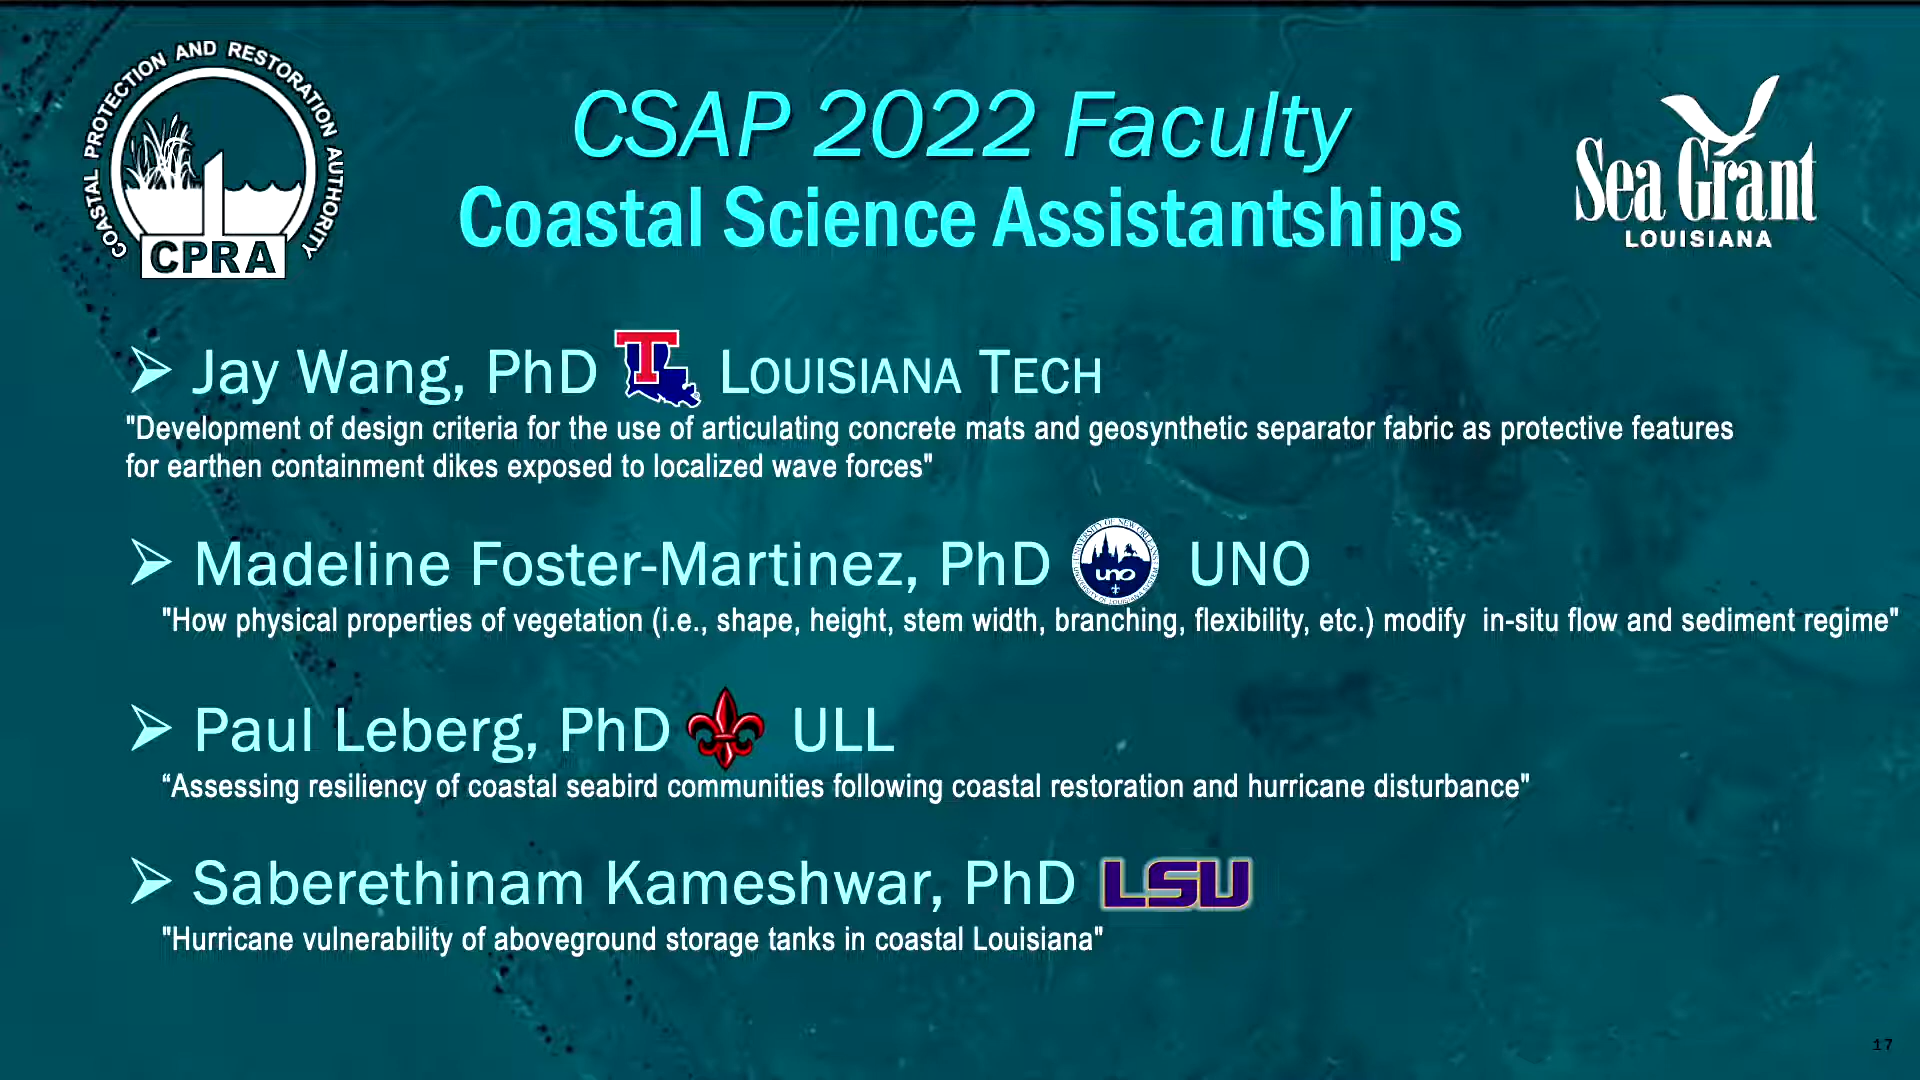 COASTAL PROTECTION AND RESTORATION AUTHORITY
CPRA
CSAP 2022 Faculty
Coastal Science Assistantships
Sea Grant
LOUISIANA
Jay Wang, PhD T LOUISIANA TECH
"Development of design criteria for the use of articulating concrete mats and geosynthetic separator fabric as protective features
for earthen containment dikes exposed to localized wave forces"
Madeline Foster-Martinez, PhD uno UNO
"How physical properties of vegetation (i.e., shape, height, stem width, branching, flexibility, etc.) modify  in-situ flow and sediment regime"
Paul Leberg, PhD ULL
“Assessing resiliency of coastal seabird communities following coastal restoration and hurricane disturbance"
Saberethinam Kameshwar, PhD LSU
"Hurricane vulnerability of aboveground storage tanks in coastal Louisiana"
17